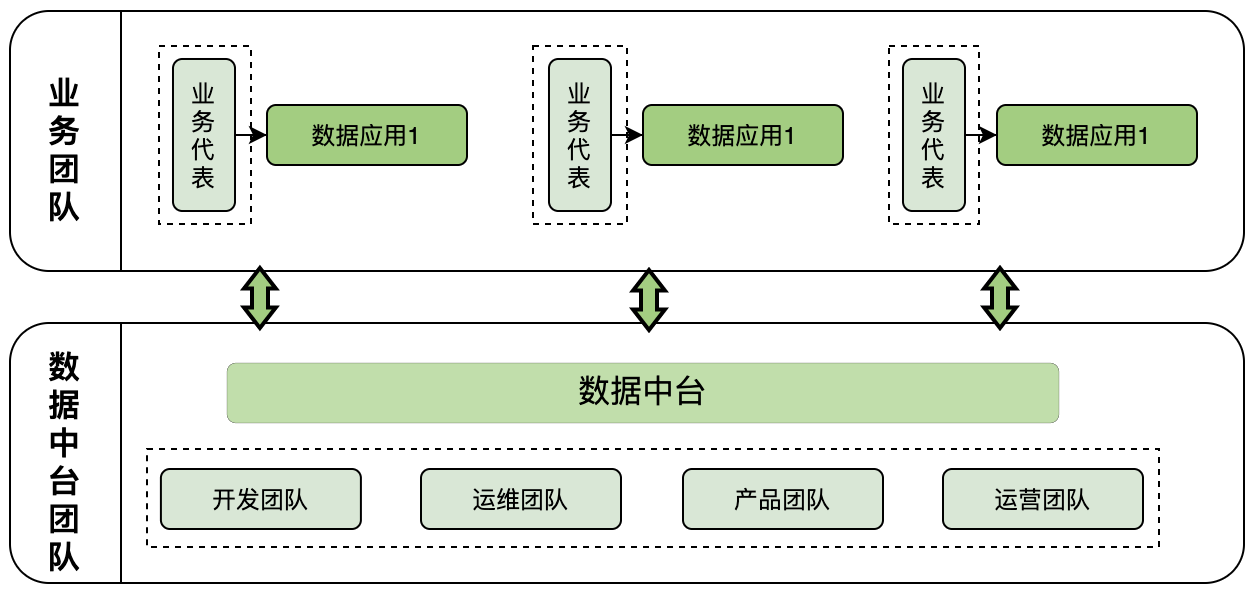 业务团队
业务代表
数据应用1
业务代表
数据应用1
业务代表
数据应用1
数据中台团队
数据中台
开发团队
运维团队
产品团队
运营团队